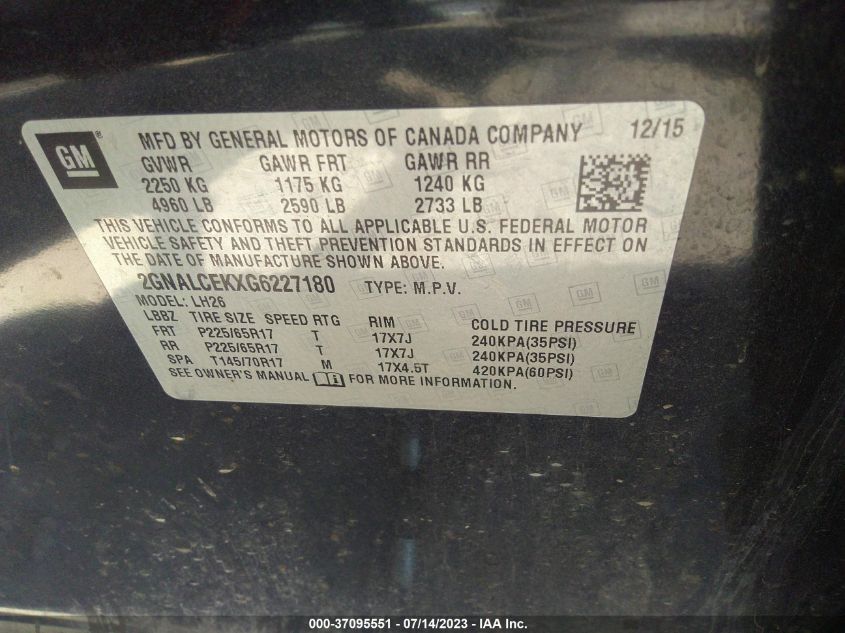 GM ® MFD BY GENERAL MOTORS OF CANADA COMPANY 12/15
GVWR GAWR FRT GAWR RR
2250 KG 1175 KG 1240 KG
4960 LB 2590 LB 2733 LB
THIS VEHICLE CONFORMS TO ALL APPLICABLE U.S. FEDERAL MOTOR
VEHICLE SAFETY AND THEFT PREVENTION STANDARDS IN EFFECT ON
THE DATE OF MANUFACTURE SHOWN ABOVE.
2GNALCEKXG6227180 TYPE: M.P.V.
MODEL: LH26
LBBZ TIRE SIZE SPEED RTG RIM COLD TIRE PRESSURE
FRT P225/65R17 T 17X7J 240KPA(35PSI)
RR P225/65R17 T 17X7J 240KPA(35PSI)
SPA T145/70R17 M 17X4.5T 420KPA(60PSI)
SEE OWNER'S MANUAL FOR MORE INFORMATION.
000-37095551 - 07/14/2023 - IAA Inc.